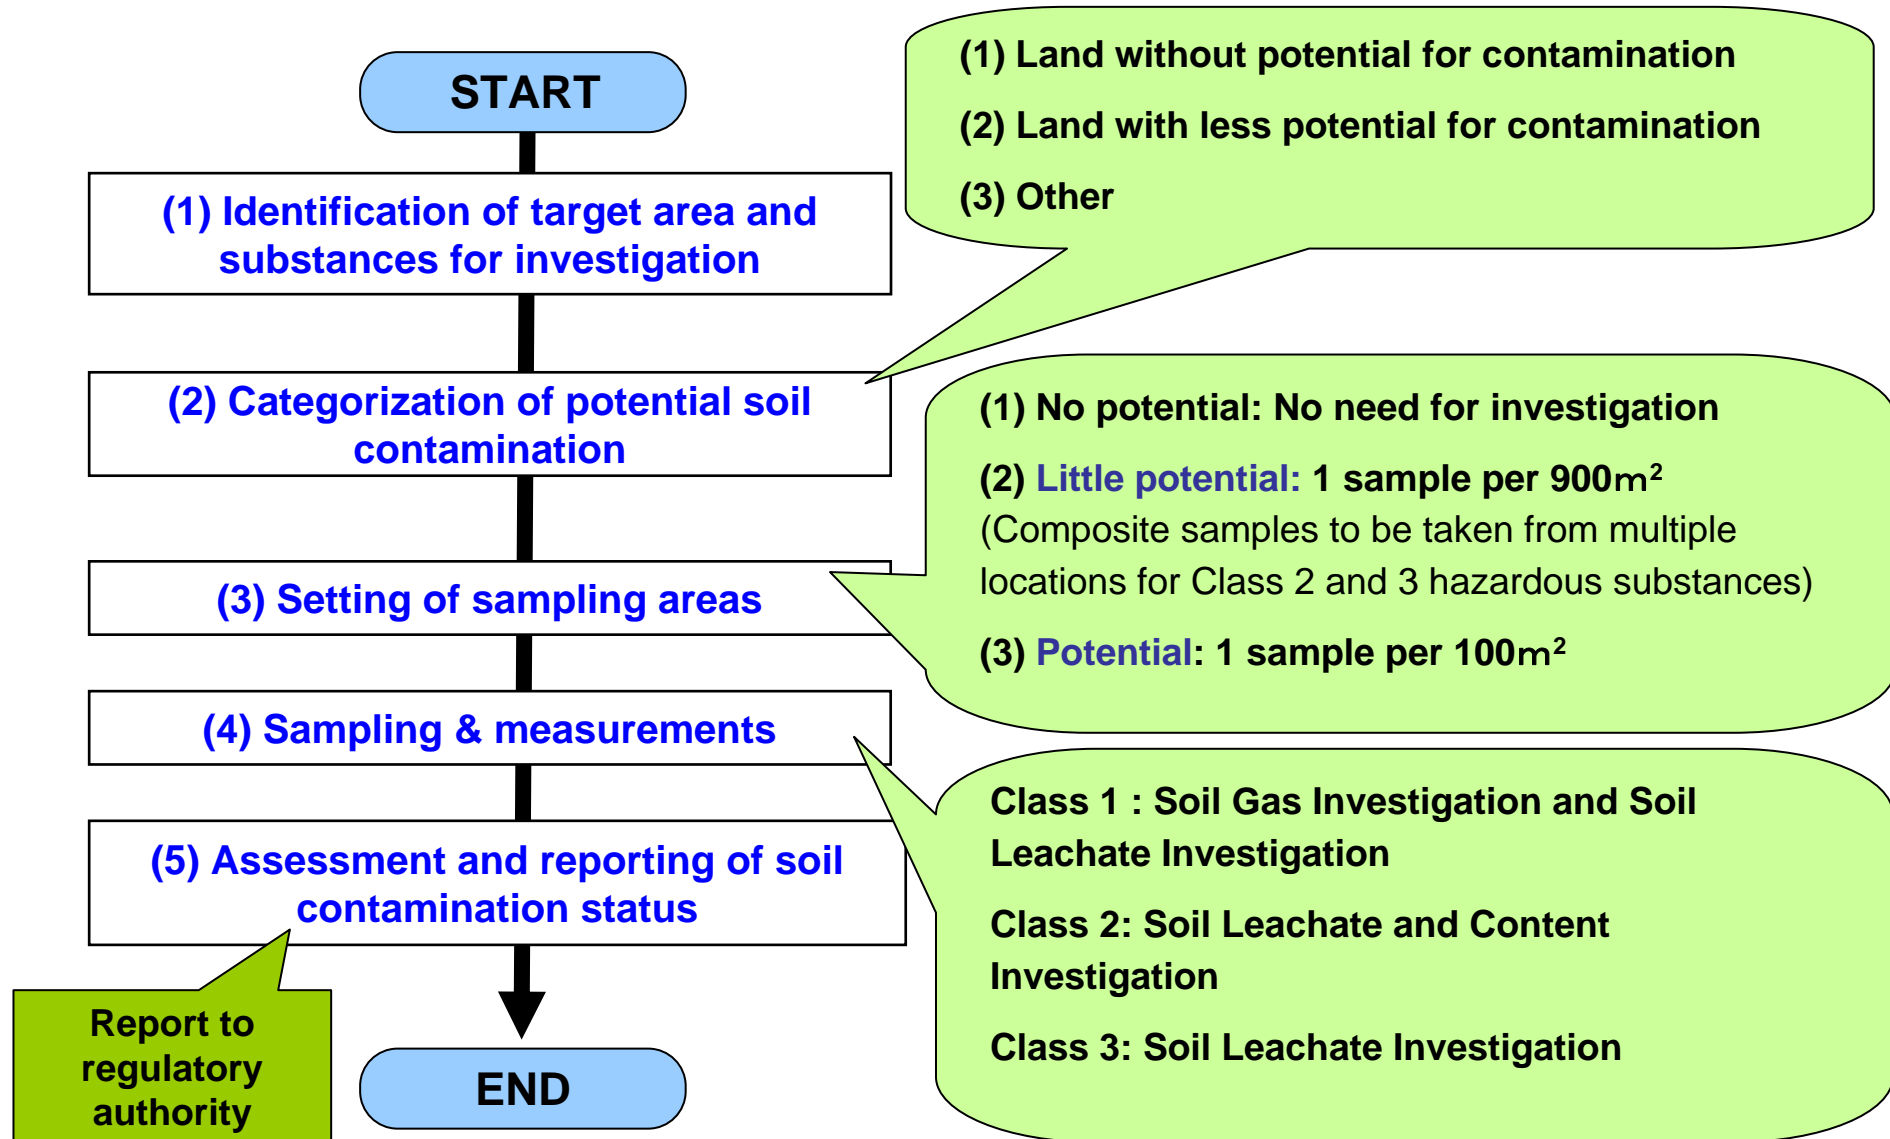 START
(1) Identification of target area and
substances for investigation
(2) Categorization of potential soil
contamination
(3) Setting of sampling areas
(4) Sampling & measurements
(5) Assessment and reporting of soil
contamination status
Report to
regulatory
authority
END
(1) Land without potential for contamination
(2) Land with less potential for contamination
(3) Other
(1) No potential: No need for investigation
(2) Little potential: 1 sample per 900m²
(Composite samples to be taken from multiple
locations for Class 2 and 3 hazardous substances)
(3) Potential: 1 sample per 100m²
Class 1 : Soil Gas Investigation and Soil
Leachate Investigation
Class 2: Soil Leachate and Content
Investigation
Class 3: Soil Leachate Investigation